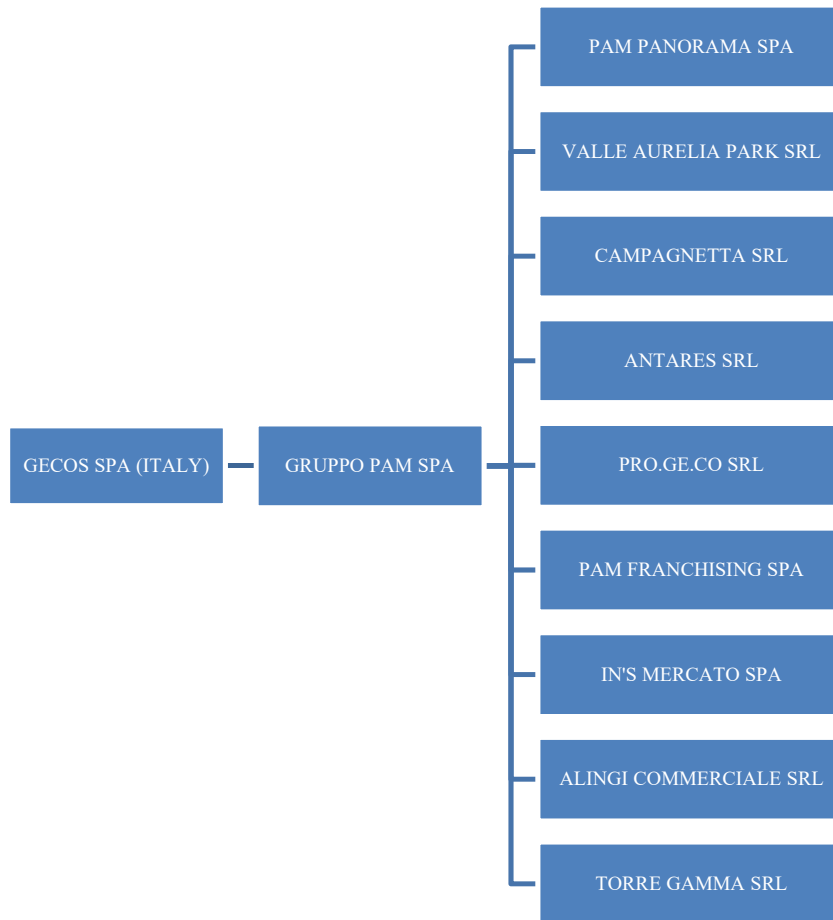 GECOS SPA (ITALY)
GRUPPO PAM SPA
PAM PANORAMA SPA
VALLE AURELIA PARK SRL
CAMPAGNETTA SRL
ANTARES SRL
PRO.GE.CO SRL
PAM FRANCHISING SPA
IN'S MERCATO SPA
ALINGI COMMERCIALE SRL
TORRE GAMMA SRL